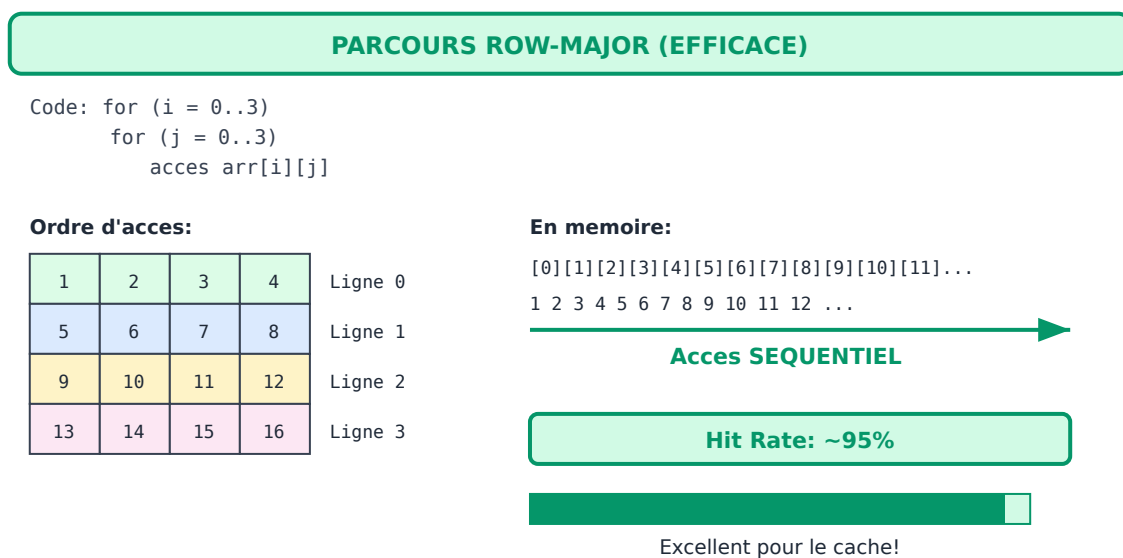 PARCOURS ROW-MAJOR (EFFICACE)
Code: for (i = 0..3)
for (j = 0..3)
acces arr[i][j]
Ordre d'acces:
1 2 3 4 Ligne 0
5 6 7 8 Ligne 1
9 10 11 12 Ligne 2
13 14 15 16 Ligne 3
En memoire:
[0][1][2][3][4][5][6][7][8][9][10][11]...
1 2 3 4 5 6 7 8 9 10 11 12 ...
Acces SEQUENTIEL
Hit Rate: ~95%
Excellent pour le cache!